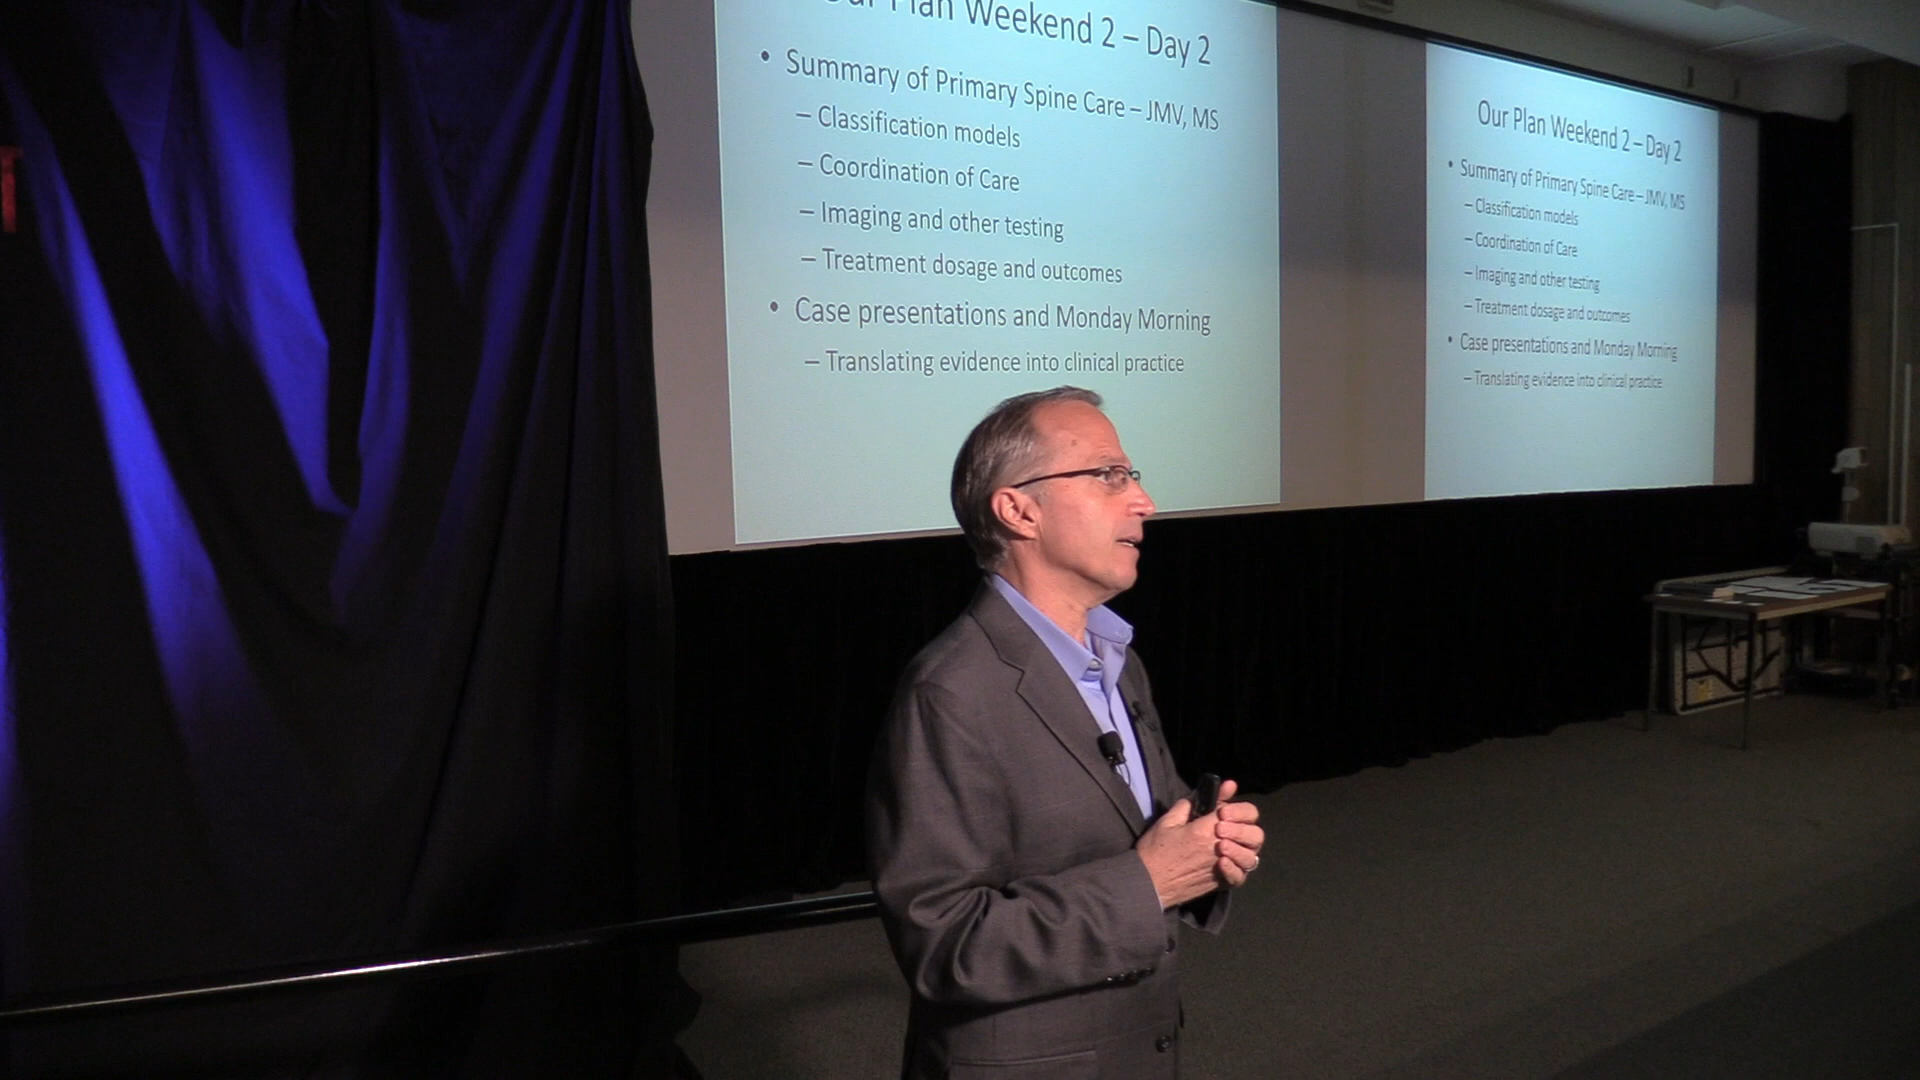 Our Plan Weekend 2 – Day 2
• Summary of Primary Spine Care – JMV, MS
– Classification models
– Coordination of Care
– Imaging and other testing
– Treatment dosage and outcomes
• Case presentations and Monday Morning
– Translating evidence into clinical practice
Our Plan Weekend 2 – Day 2
• Summary of Primary Spine Care – JMV, MS
– Classification models
– Coordination of Care
– Imaging and other testing
– Treatment dosage and outcomes
• Case presentations and Monday Morning
– Translating evidence into clinical practice
T